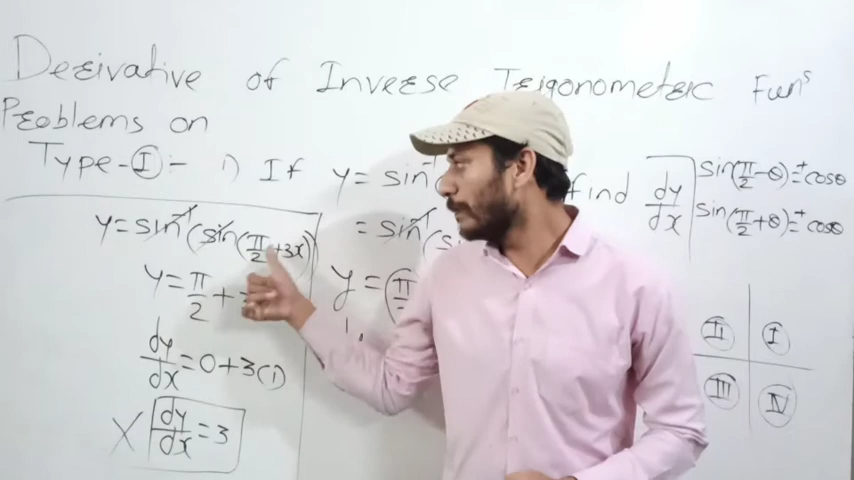 Derivative of Inverse Trigonometric Funⁿˢ
Problems on
Type-Ⅰ:- 1) If y = sin⁻¹( find dy/dx
sin(π/2-θ)=+cosθ
sin(π/2+θ)=+cosθ
y = sin⁻¹(sin(π/2+3x))
y = π/2 +
dy/dx = 0+3(1)
X dy/dx = 3
= sin⁻¹(
y = (π/2
II I
III IV